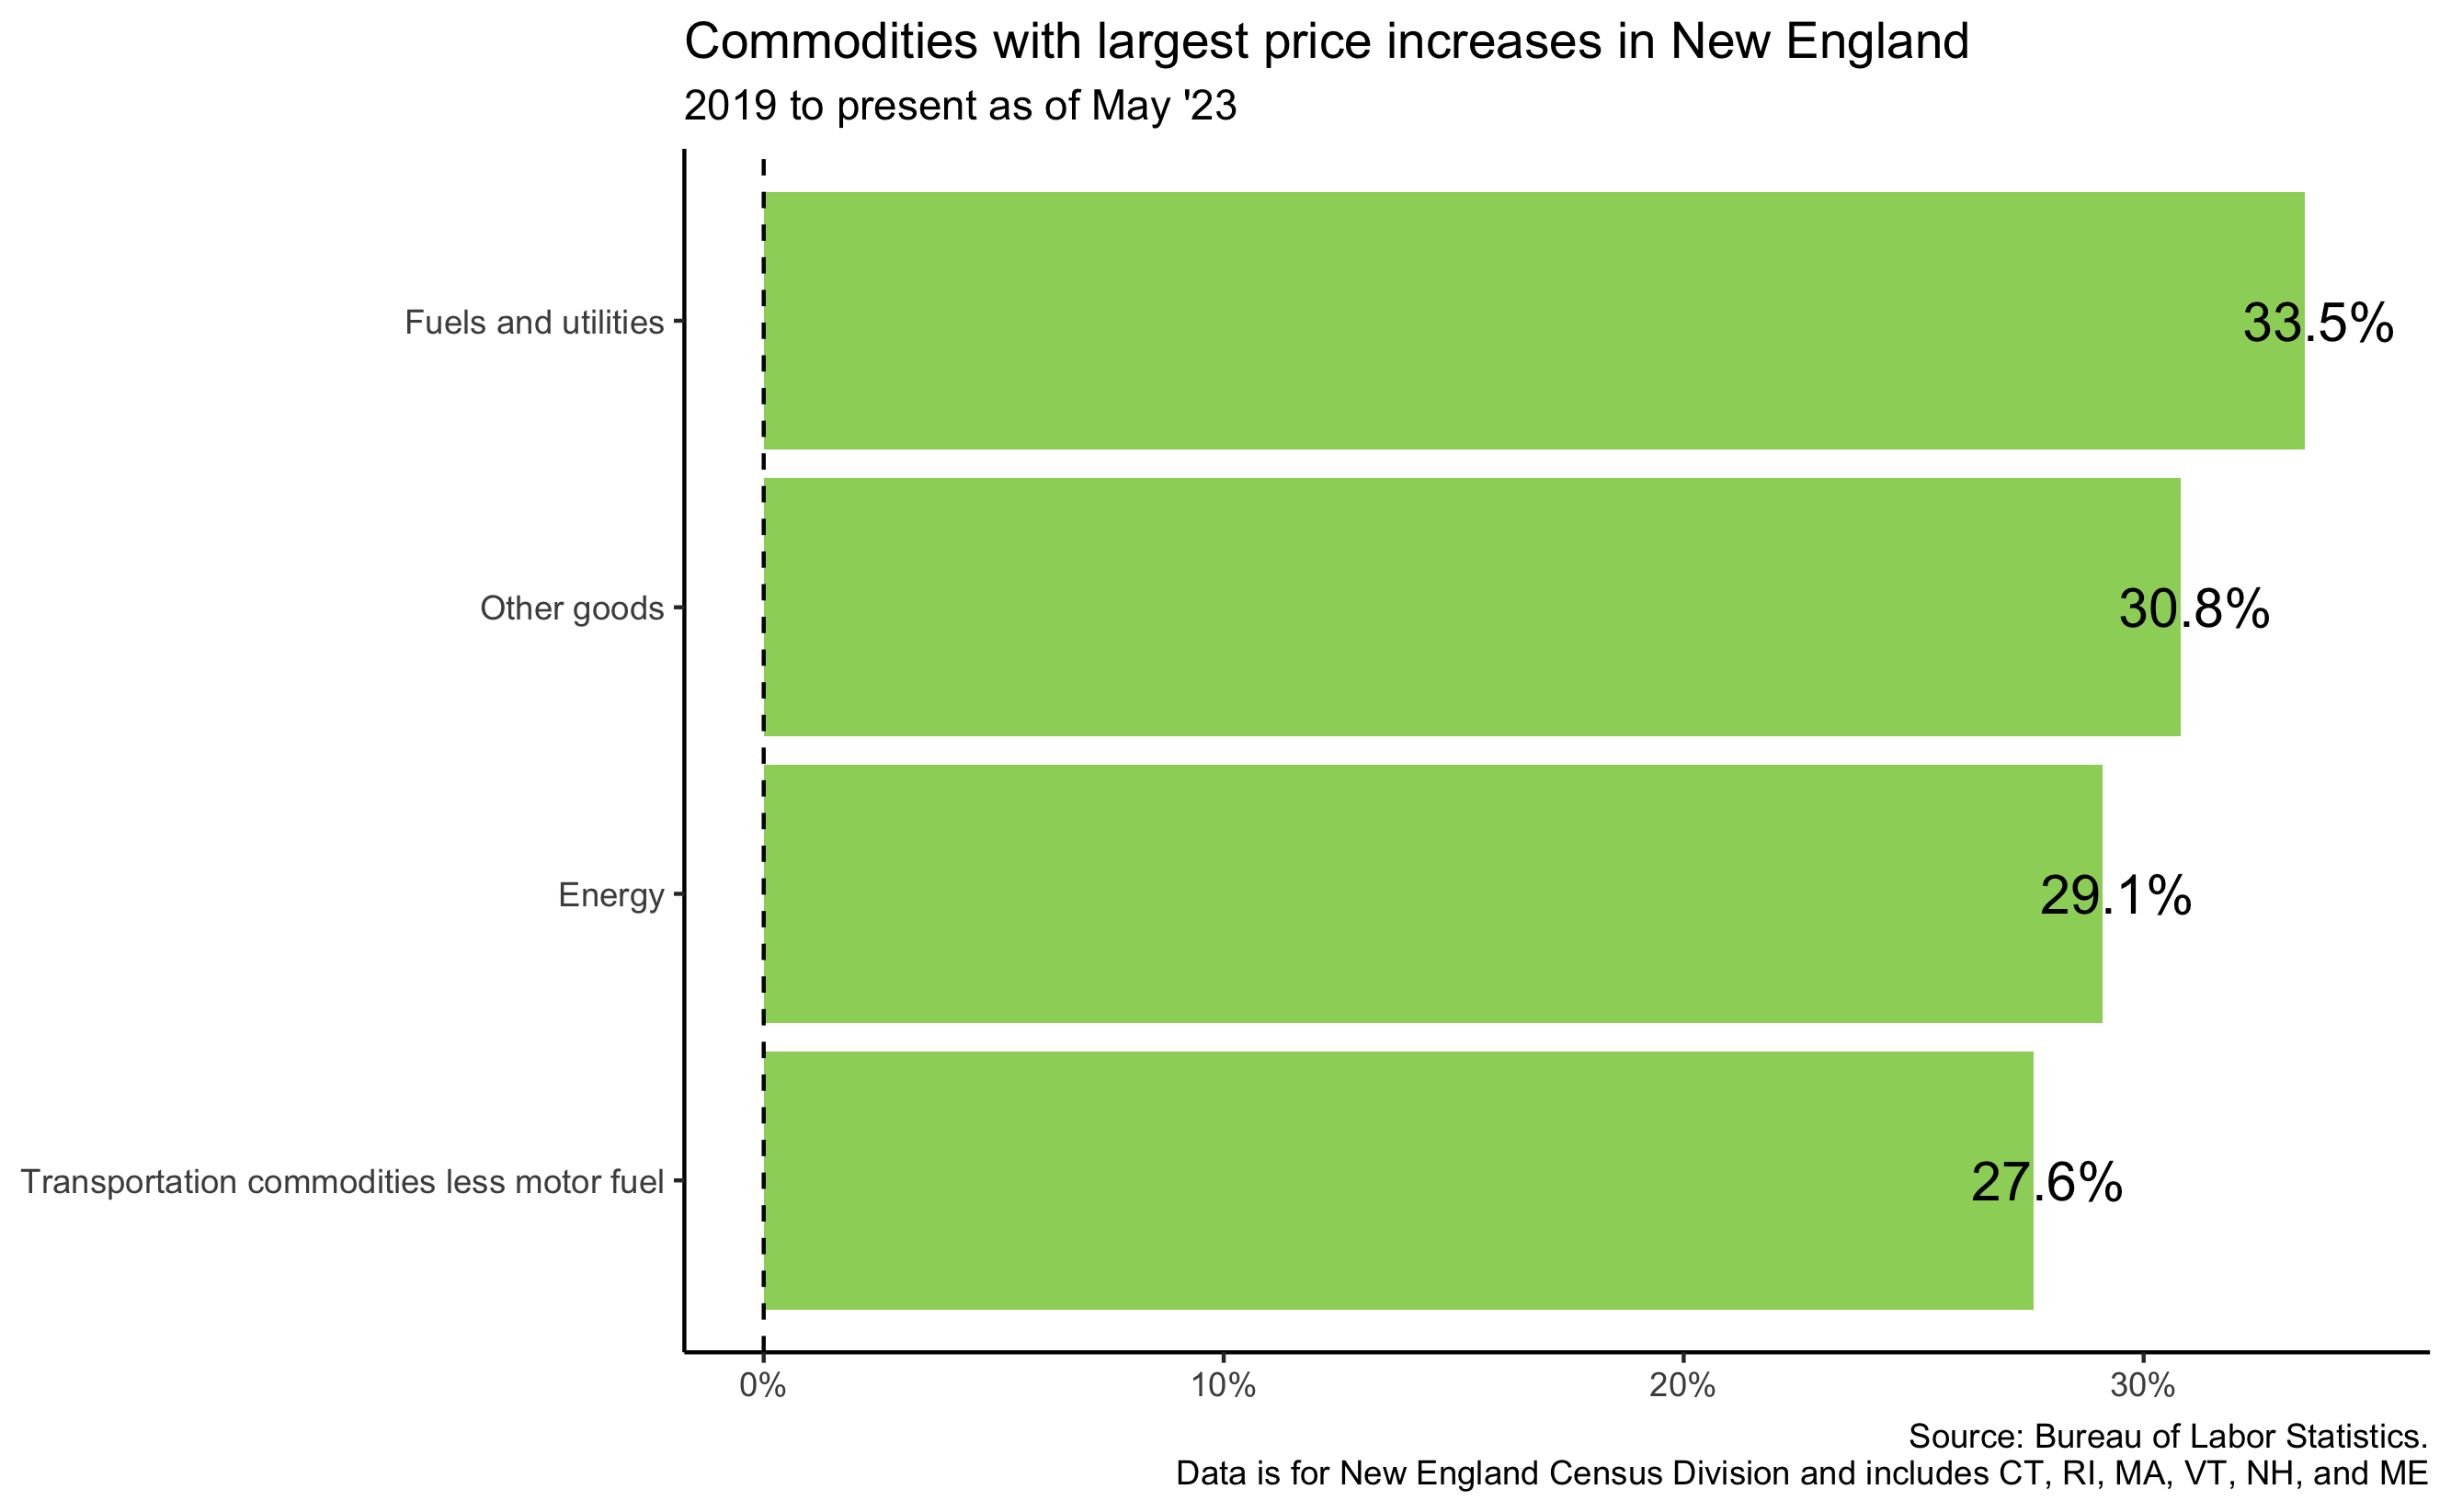 Commodities with largest price increases in New England
2019 to present as of May '23
Fuels and utilities
33.5%
Other goods
30.8%
Energy
29.1%
Transportation commodities less motor fuel
27.6%
0%
10%
20%
30%
Source: Bureau of Labor Statistics.
Data is for New England Census Division and includes CT, RI, MA, VT, NH, and ME